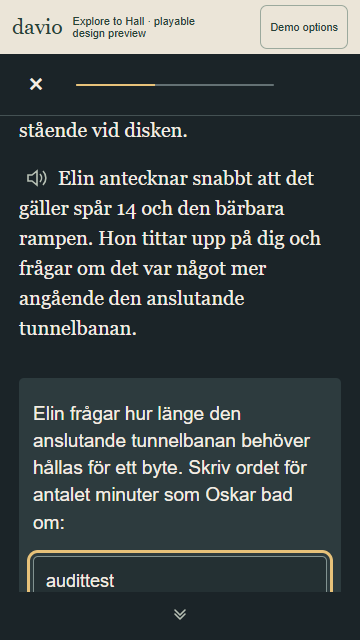 davio
Explore to Hall · playable
design preview
Demo options
stående vid disken.
Elin antecknar snabbt att det
gäller spår 14 och den bärbara
rampen. Hon tittar upp på dig och
frågar om det var något mer
angående den anslutande
tunnelbanan.
Elin frågar hur länge den
anslutande tunnelbanan behöver
hållas för ett byte. Skriv ordet för
antalet minuter som Oskar bad
om:
audittest